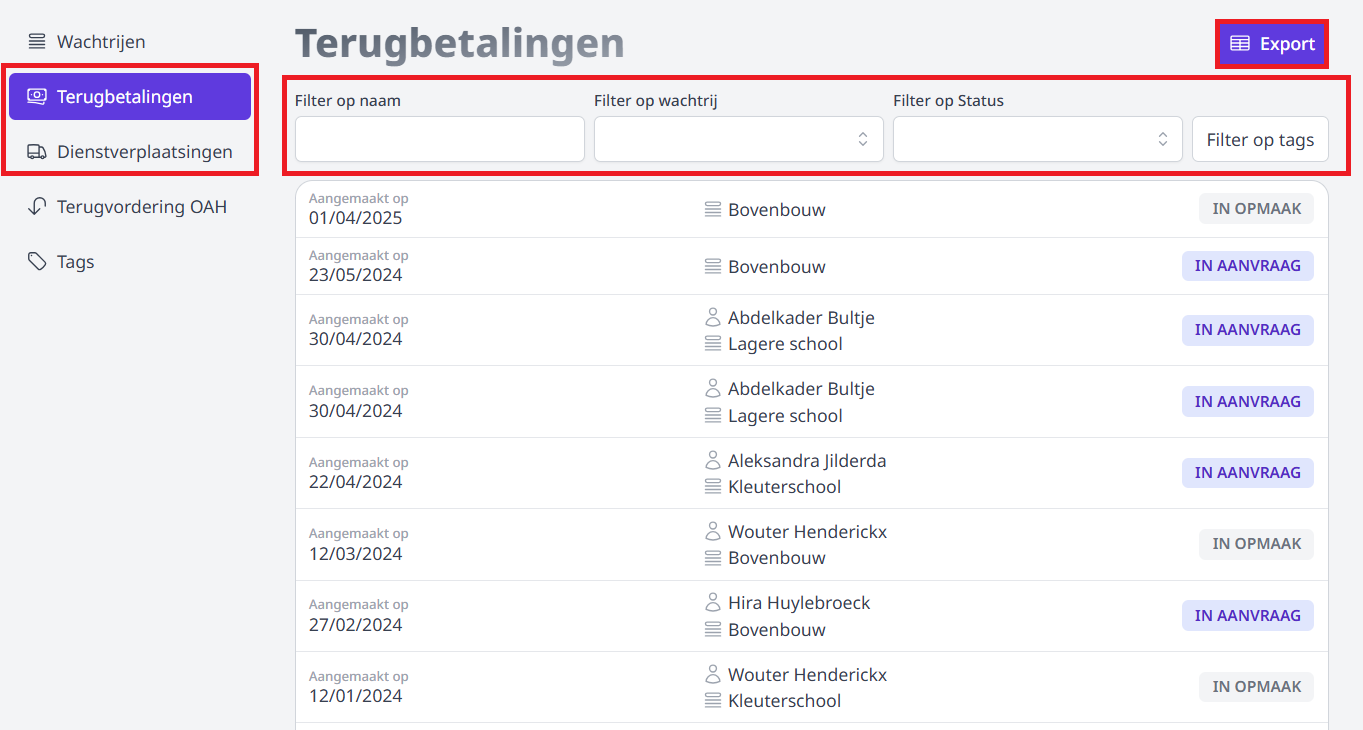 Wachtrijen
Terugbetalingen
Dienstverplaatsingen
Terugvordering OAH
Tags
Terugbetalingen
Export
Filter op naam
Filter op wachtrij
Filter op Status
Filter op tags
Aangemaakt op
01/04/2025
Bovenbouw
IN OPMAAK
Aangemaakt op
23/05/2024
Bovenbouw
IN AANVRAAG
Aangemaakt op
30/04/2024
Abdelkader Bultje
Lagere school
IN AANVRAAG
Aangemaakt op
30/04/2024
Abdelkader Bultje
Lagere school
IN AANVRAAG
Aangemaakt op
22/04/2024
Aleksandra Jilderda
Kleuterschool
IN AANVRAAG
Aangemaakt op
12/03/2024
Wouter Henderickx
Bovenbouw
IN OPMAAK
Aangemaakt op
27/02/2024
Hira Huylebroeck
Bovenbouw
IN AANVRAAG
Aangemaakt op
12/01/2024
Wouter Henderickx
Kleuterschool
IN OPMAAK